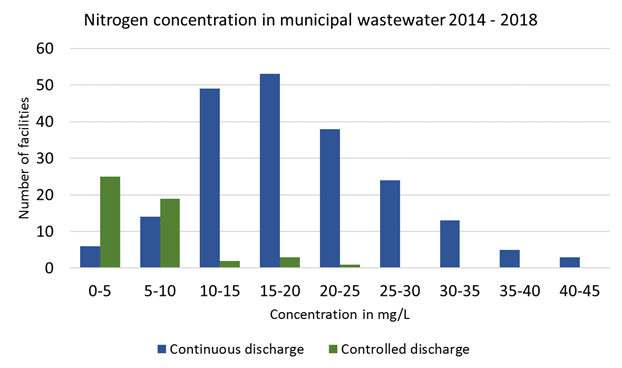 Nitrogen concentration in municipal wastewater 2014 - 2018
60
50
40
30
20
10
0
Number of facilities
0-5 5-10 10-15 15-20 20-25 25-30 30-35 35-40 40-45
Concentration in mg/L
Continuous discharge Controlled discharge